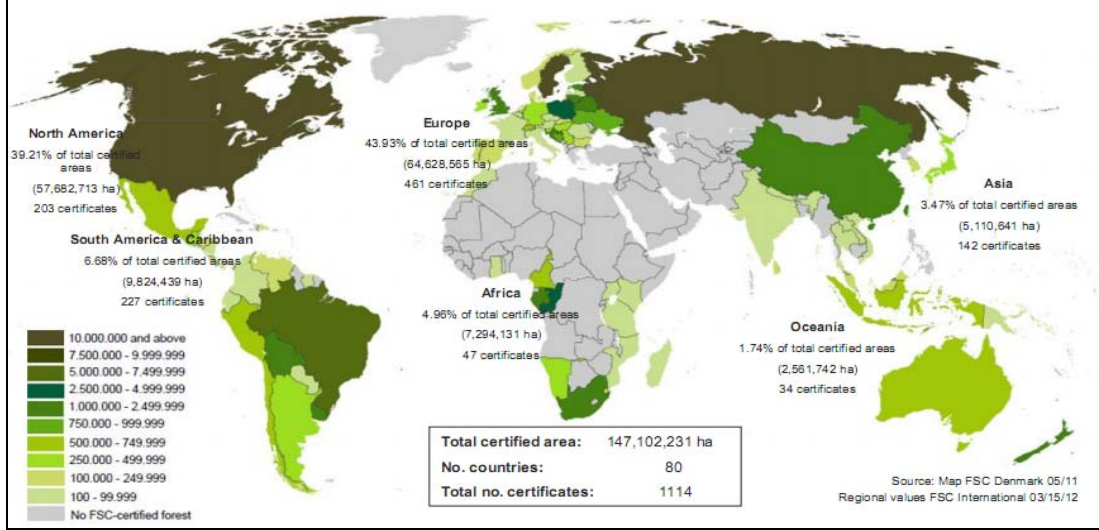 North America
39.21% of total certified
areas
(57,682,713 ha)
203 certificates
South America & Caribbean
6.68% of total certified areas
(9,824,439 ha)
227 certificates
Europe
43.93% of total certified areas
(64,628,565 ha)
461 certificates
Africa
4.96% of total certified areas
(7,294,131 ha)
47 certificates
Asia
3.47% of total certified areas
(5,110,641 ha)
142 certificates
Oceania
1.74% of total certified areas
(2,561,742 ha)
34 certificates
10.000.000 and above
7.500.000 - 9.999.999
5.000.000 - 7.499.999
2.500.000 - 4.999.999
1.000.000 - 2.499.999
750.000 - 999.999
500.000 - 749.999
250.000 - 499.999
100.000 - 249.999
100 - 99.999
No FSC-certified forest
Total certified area: 147,102,231 ha
No. countries: 80
Total no. certificates: 1114
Source: Map FSC Denmark 05/11
Regional values FSC International 03/15/12